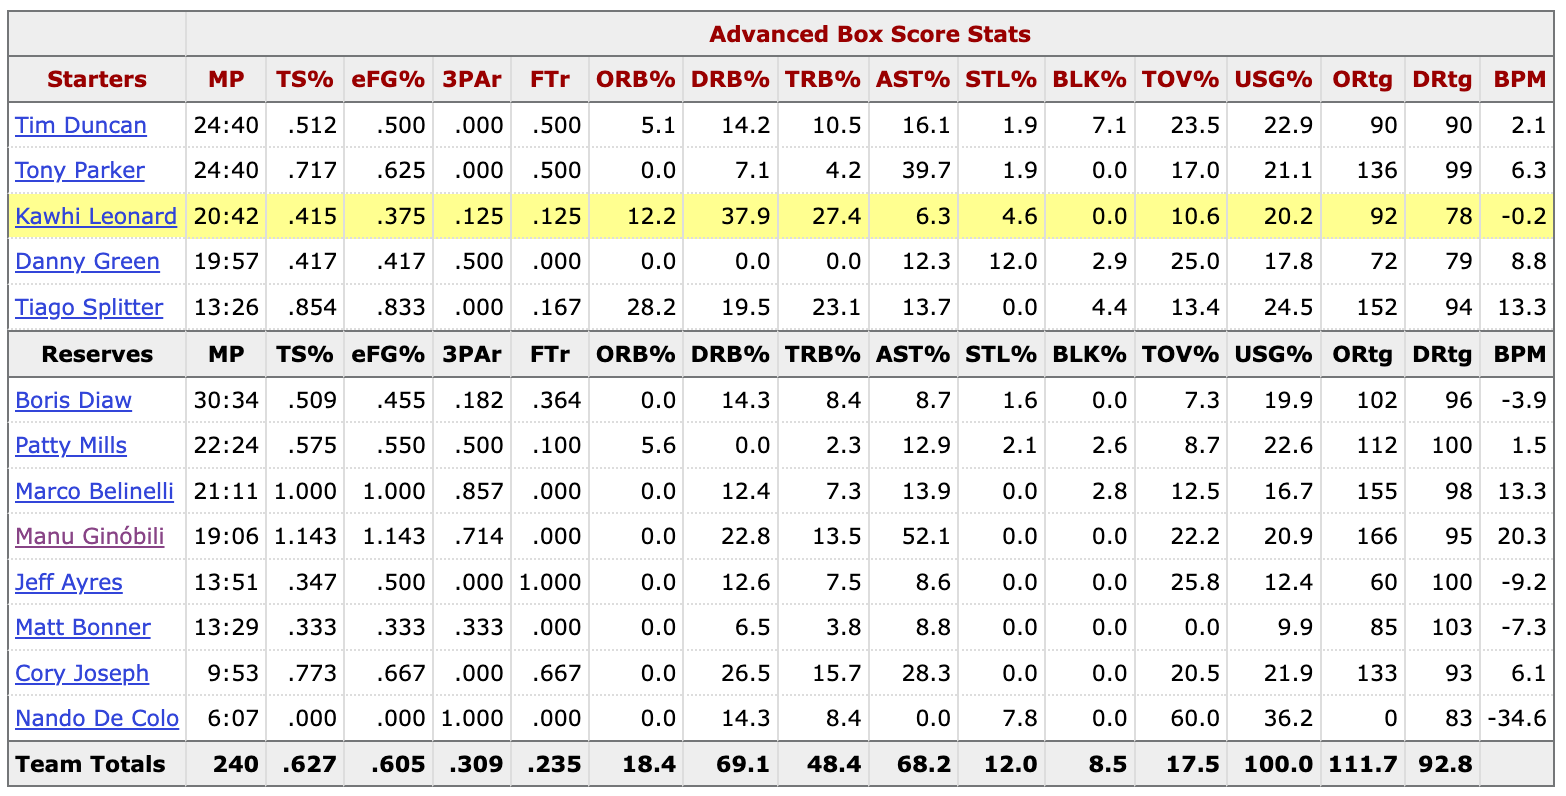 Advanced Box Score Stats
Starters MP TS% eFG% 3PAr FTr ORB% DRB% TRB% AST% STL% BLK% TOV% USG% ORtg DRtg BPM
Tim Duncan 24:40 .512 .500 .000 .500 5.1 14.2 10.5 16.1 1.9 7.1 23.5 22.9 90 90 2.1
Tony Parker 24:40 .717 .625 .000 .500 0.0 7.1 4.2 39.7 1.9 0.0 17.0 21.1 136 99 6.3
Kawhi Leonard 20:42 .415 .375 .125 .125 12.2 37.9 27.4 6.3 4.6 0.0 10.6 20.2 92 78 -0.2
Danny Green 19:57 .417 .417 .500 .000 0.0 0.0 0.0 12.3 12.0 2.9 25.0 17.8 72 79 8.8
Tiago Splitter 13:26 .854 .833 .000 .167 28.2 19.5 23.1 13.7 0.0 4.4 13.4 24.5 152 94 13.3
Reserves MP TS% eFG% 3PAr FTr ORB% DRB% TRB% AST% STL% BLK% TOV% USG% ORtg DRtg BPM
Boris Diaw 30:34 .509 .455 .182 .364 0.0 14.3 8.4 8.7 1.6 0.0 7.3 19.9 102 96 -3.9
Patty Mills 22:24 .575 .550 .500 .100 5.6 0.0 2.3 12.9 2.1 2.6 8.7 22.6 112 100 1.5
Marco Belinelli 21:11 1.000 1.000 .857 .000 0.0 12.4 7.3 13.9 0.0 2.8 12.5 16.7 155 98 13.3
Manu Ginóbili 19:06 1.143 1.143 .714 .000 0.0 22.8 13.5 52.1 0.0 0.0 22.2 20.9 166 95 20.3
Jeff Ayres 13:51 .347 .500 .000 1.000 0.0 12.6 7.5 8.6 0.0 0.0 25.8 12.4 60 100 -9.2
Matt Bonner 13:29 .333 .333 .333 .000 0.0 6.5 3.8 8.8 0.0 0.0 0.0 9.9 85 103 -7.3
Cory Joseph 9:53 .773 .667 .000 .667 0.0 26.5 15.7 28.3 0.0 0.0 20.5 21.9 133 93 6.1
Nando De Colo 6:07 .000 .000 1.000 .000 0.0 14.3 8.4 0.0 7.8 0.0 60.0 36.2 0 83 -34.6
Team Totals 240 .627 .605 .309 .235 18.4 69.1 48.4 68.2 12.0 8.5 17.5 100.0 111.7 92.8